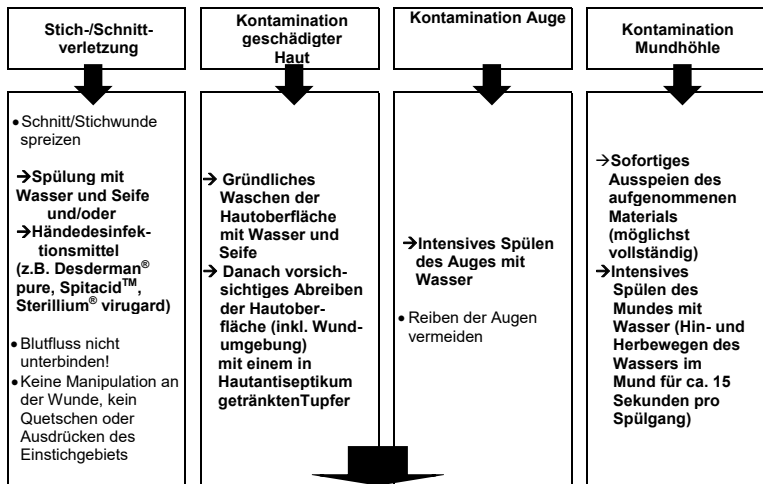 Stich-/Schnitt-
verletzung
Kontamination
geschädigter
Haut
Kontamination Auge
Kontamination
Mundhöhle
• Schnitt/Stichwunde
spreizen
→Spülung mit
Wasser und Seife
und/oder
→Händedesinfek-
tionsmittel
(z.B. Desderman®
pure, Spitacid™,
Sterillium® virugard)
• Blutfluss nicht
unterbinden!
• Keine Manipulation an
der Wunde, kein
Quetschen oder
Ausdrücken des
Einstichgebiets
→ Gründliches
Waschen der
Hautoberfläche
mit Wasser und
Seife
→ Danach vorsich-
sichtiges Abreiben
der Hautober-
fläche (inkl. Wund-
umgebung)
mit einem in
Hautantiseptikum
getränktenTupfer
→Intensives Spülen
des Auges mit
Wasser
• Reiben der Augen
vermeiden
→Sofortiges
Ausspeien des
aufgenommenen
Materials
(möglichst
vollständig)
→Intensives
Spülen des
Mundes mit
Wasser (Hin- und
Herbewegen des
Wassers im
Mund für ca. 15
Sekunden pro
Spülgang)